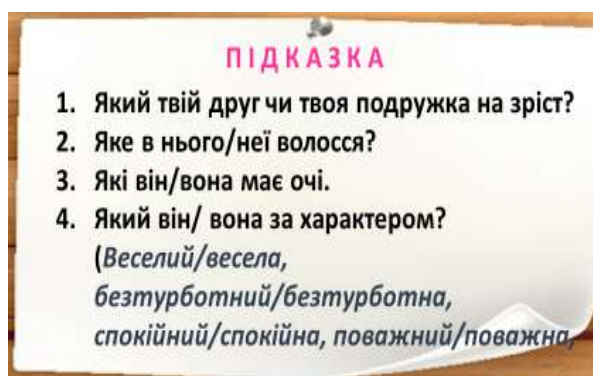 ПІДКАЗКА
1. Який твій друг чи твоя подружка на зріст?
2. Яке в нього/неї волосся?
3. Які він/вона має очі.
4. Який він/ вона за характером?
(Веселий/весела,
безтурботний/безтурботна,
спокійний/спокійна, поважний/поважна,